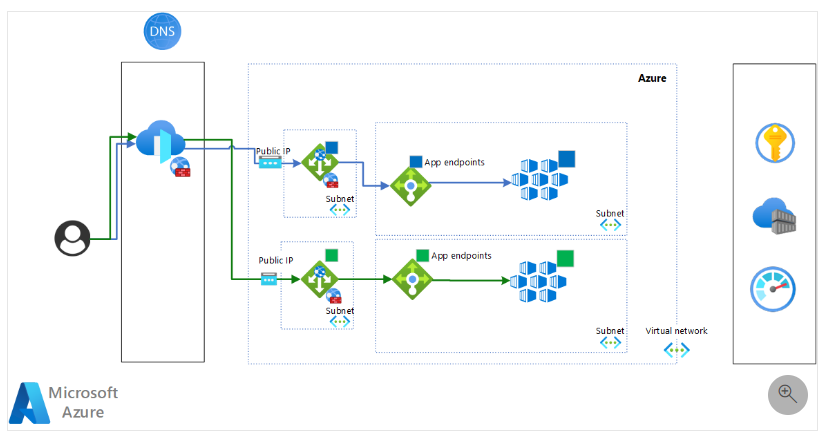 DNS
Azure
Public IP
App endpoints
Subnet
Subnet
Public IP
App endpoints
Subnet
Subnet
Virtual network
Microsoft
Azure